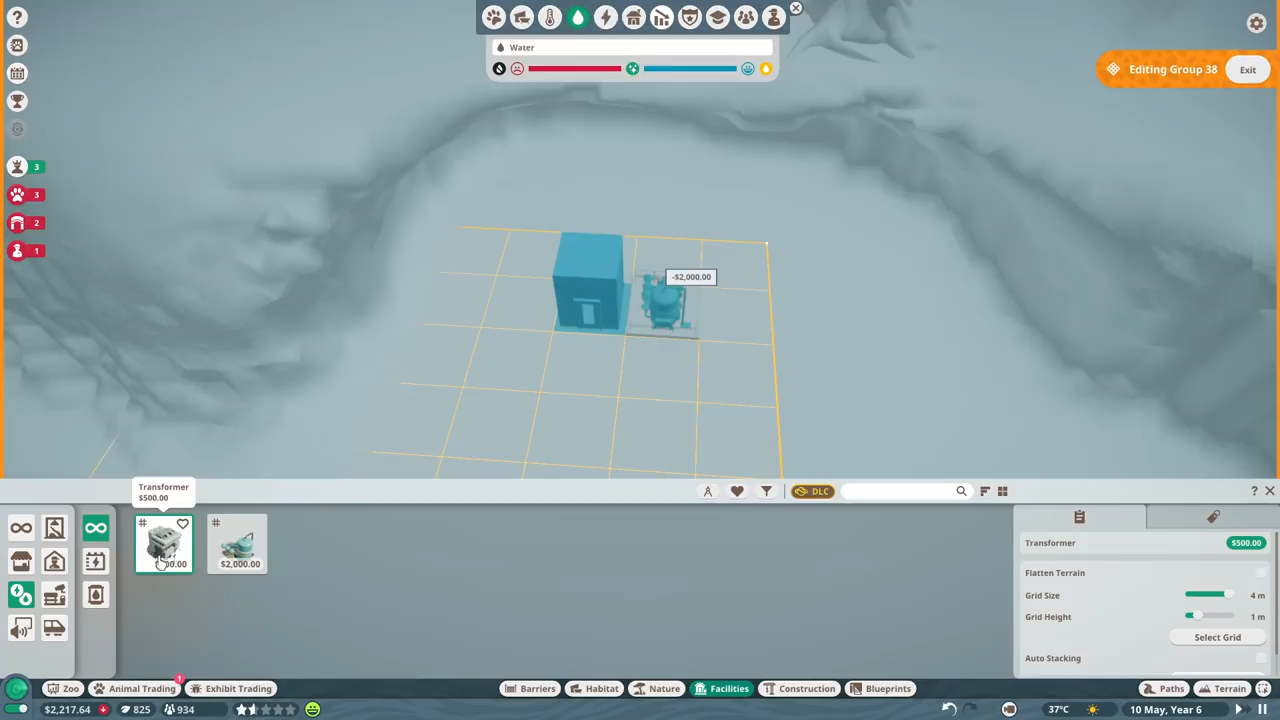 Water
Editing Group 38
Exit
3
3
2
1
-$2,000.00
Transformer
$500.00
DLC
$2,000.00
Transformer
$500.00
Flatten Terrain
Grid Size
4 m
Grid Height
1 m
Select Grid
Auto Stacking
1
Zoo
Animal Trading
Exhibit Trading
Barriers
Habitat
Nature
Facilities
Construction
Blueprints
Paths
Terrain
$2,217.64
825
934
37°C
10 May, Year 6